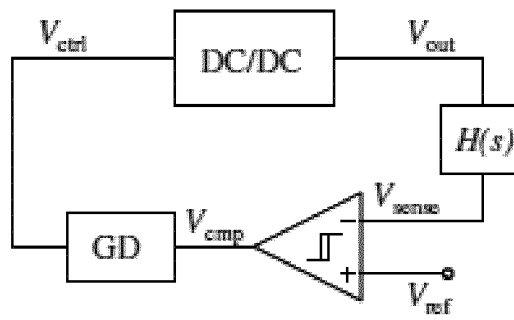 V_ctrl
DC/DC
V_out
H(s)
V_sense
V_cmp
GD
−
+
V_ref